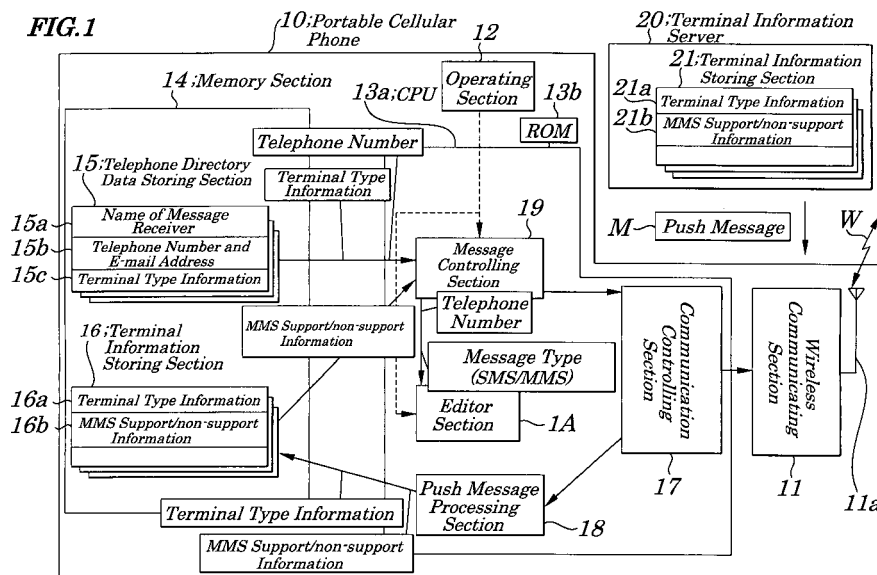 FIG.1
10;Portable Cellular
Phone
12
Operating
Section
20;Terminal Information
Server
21;Terminal Information
Storing Section
21a
Terminal Type Information
21b
MMS Support/non-support
Information
14;Memory Section
13a;CPU
13b
ROM
Telephone Number
Terminal Type
Information
15;Telephone Directory
Data Storing Section
15a
Name of Message
Receiver
15b
Telephone Number and
E-mail Address
15c
Terminal Type Information
19
Message
Controlling
Section
M
Push Message
W
Telephone
Number
MMS Support/non-support
Information
Message Type
(SMS/MMS)
Editor
Section
1A
16;Terminal
Information
Storing Section
16a
Terminal Type Information
16b
MMS Support/non-support
Information
Communication
Controlling
Section
17
Wireless
Communicating
Section
11
11a
Push Message
Processing
Section
18
Terminal Type Information
MMS Support/non-support
Information